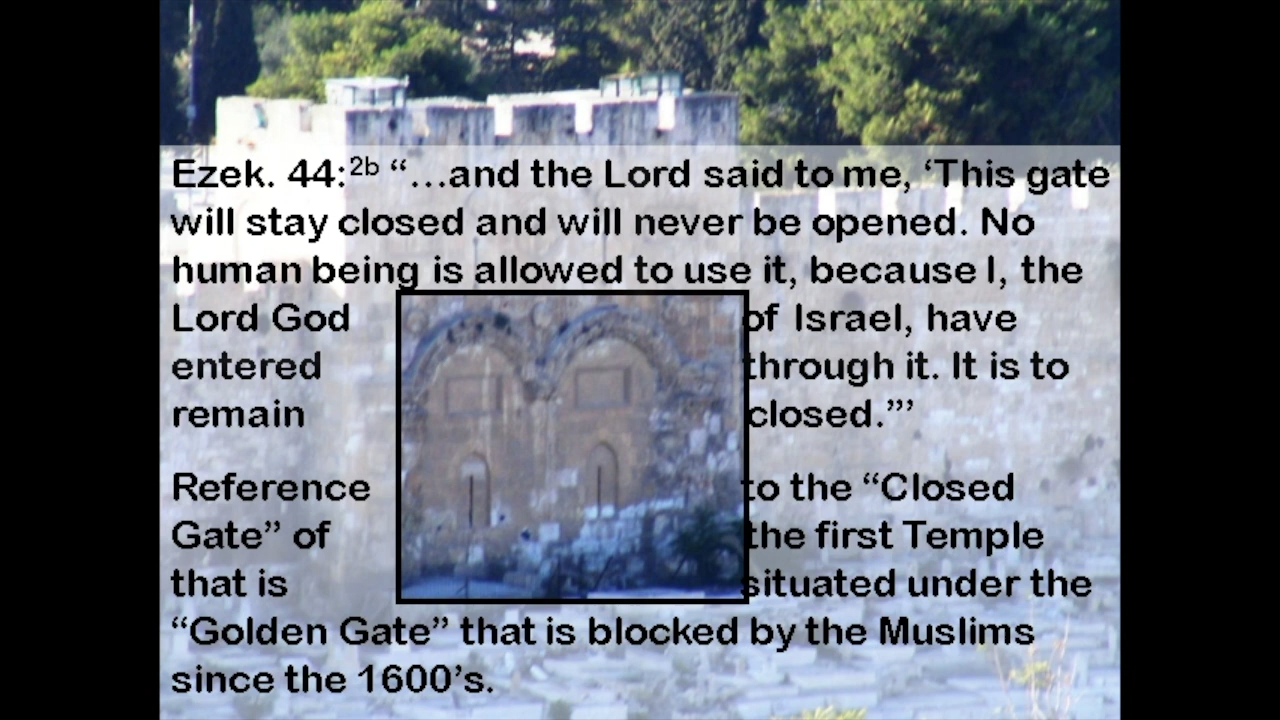 Ezek. 44:2b “…and the Lord said to me, ‘This gate
will stay closed and will never be opened. No
human being is allowed to use it, because I, the
Lord God of Israel, have
entered through it. It is to
remain closed.”’
Reference to the “Closed
Gate” of the first Temple
that is situated under the
“Golden Gate” that is blocked by the Muslims
since the 1600’s.